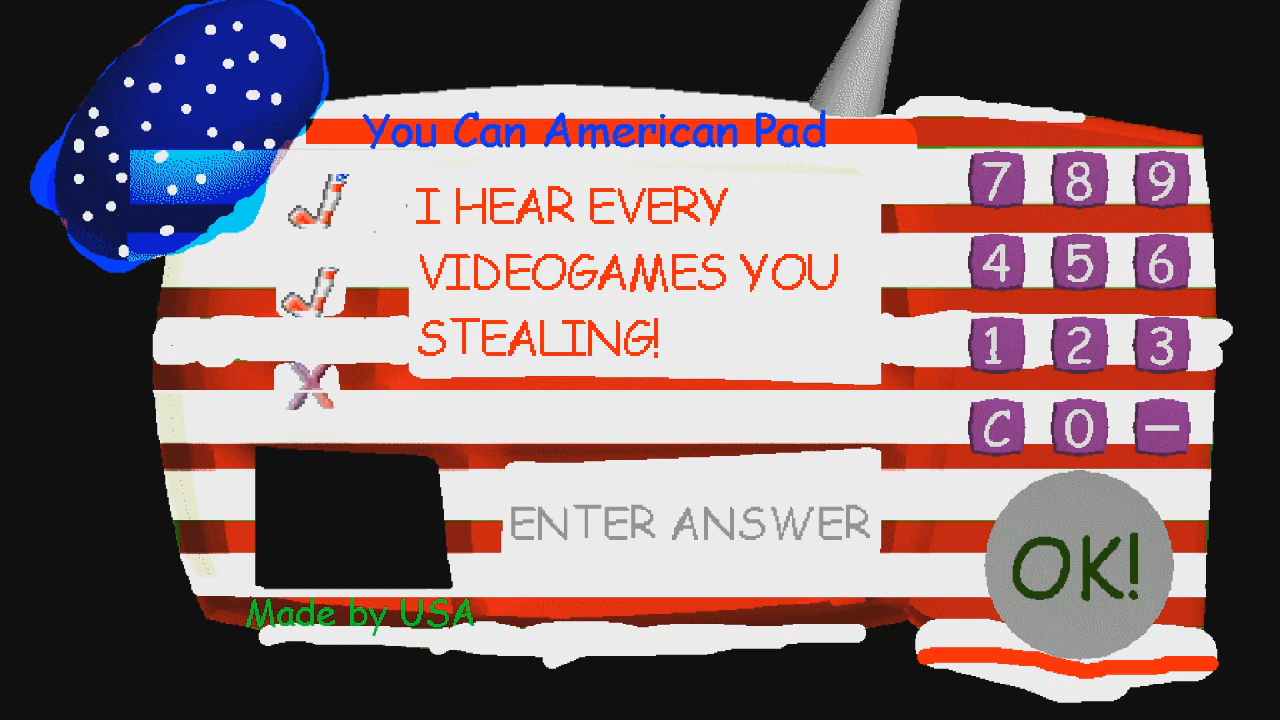 You Can American Pad
I HEAR EVERY
VIDEOGAMES YOU
STEALING!
7 8 9
4 5 6
1 2 3
C 0 −
ENTER ANSWER
OK!
Made by USA